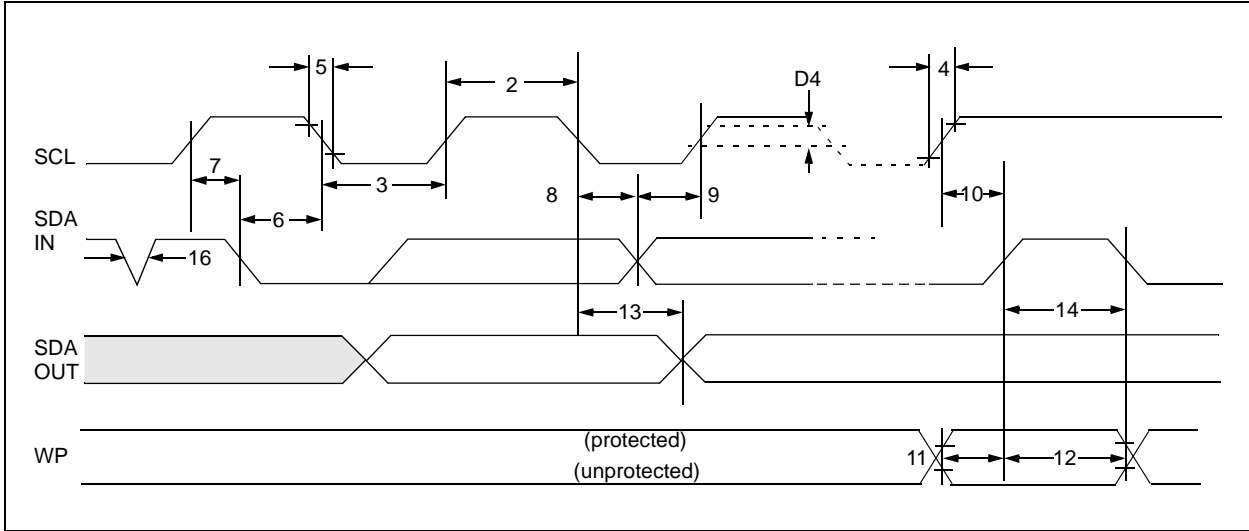 5
2
D4
4
SCL
7
3
8
9
10
6
SDA
IN
16
13
14
SDA
OUT
(protected)
WP
11
12
(unprotected)